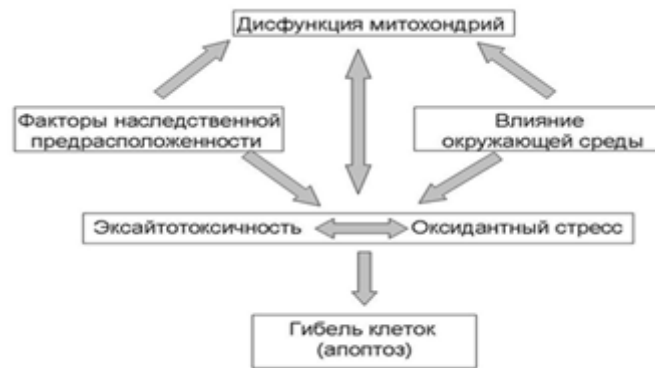 Дисфункция митохондрий
Факторы наследственной
предрасположенности
Влияние
окружающей среды
Эксайтотоксичность
Оксидантный стресс
Гибель клеток
(апоптоз)